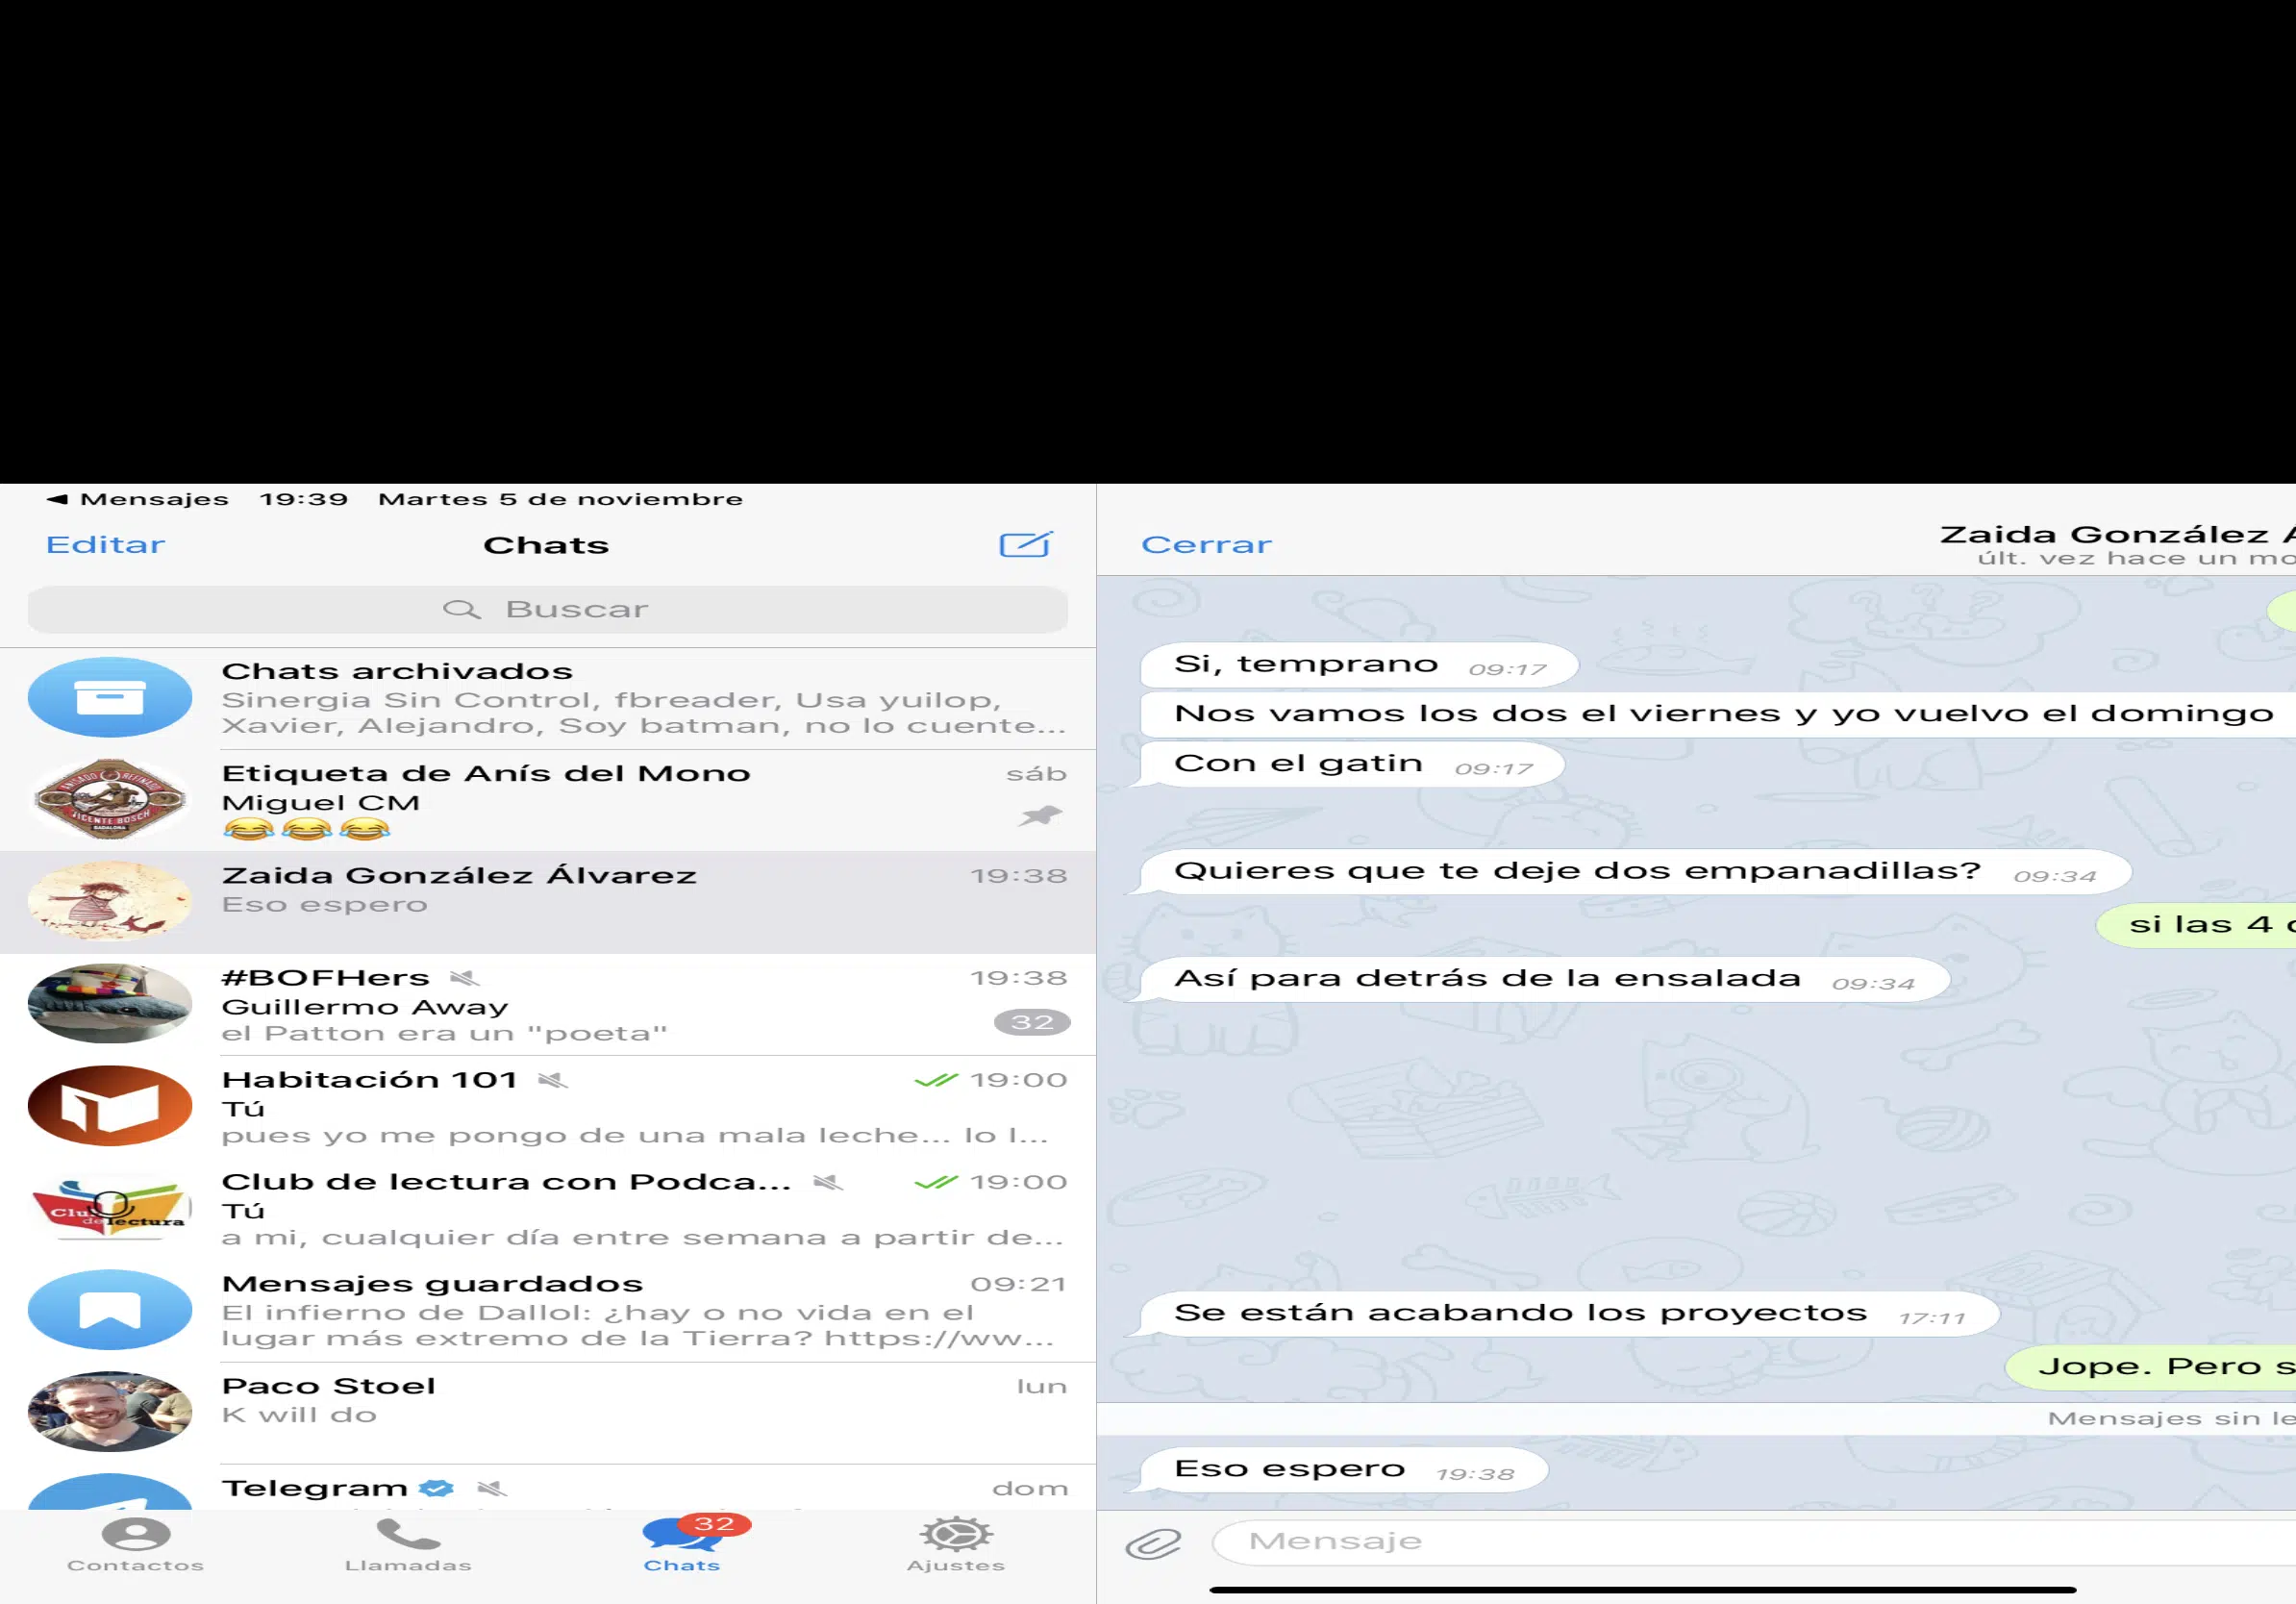 Mensajes 19:39 Martes 5 de noviembre
Editar Chats
Buscar
Chats archivados
Sinergia Sin Control, fbreader, Usa yuilop,
Xavier, Alejandro, Soy batman, no lo cuente...
Etiqueta de Anís del Mono sáb
Miguel CM
😂😂😂
Zaida González Álvarez 19:38
Eso espero
#BOFHers 19:38
Guillermo Away
el Patton era un "poeta" 32
Habitación 101 19:00
Tú
pues yo me pongo de una mala leche... lo l...
Club de lectura con Podca... 19:00
Tú
a mi, cualquier día entre semana a partir de...
Club
de lectura
VICENTE BOSCH
BADALONA
Mensajes guardados 09:21
El infierno de Dallol: ¿hay o no vida en el
lugar más extremo de la Tierra? https://ww...
Paco Stoel lun
K will do
Telegram dom
32
Contactos Llamadas Chats Ajustes
Cerrar
Zaida González
últ. vez hace un mo
Si, temprano 09:17
Nos vamos los dos el viernes y yo vuelvo el domingo
Con el gatin 09:17
Quieres que te deje dos empanadillas? 09:34
si las 4
Así para detrás de la ensalada 09:34
Se están acabando los proyectos 17:11
Jope. Pero s
Mensajes sin le
Eso espero 19:38
Mensaje